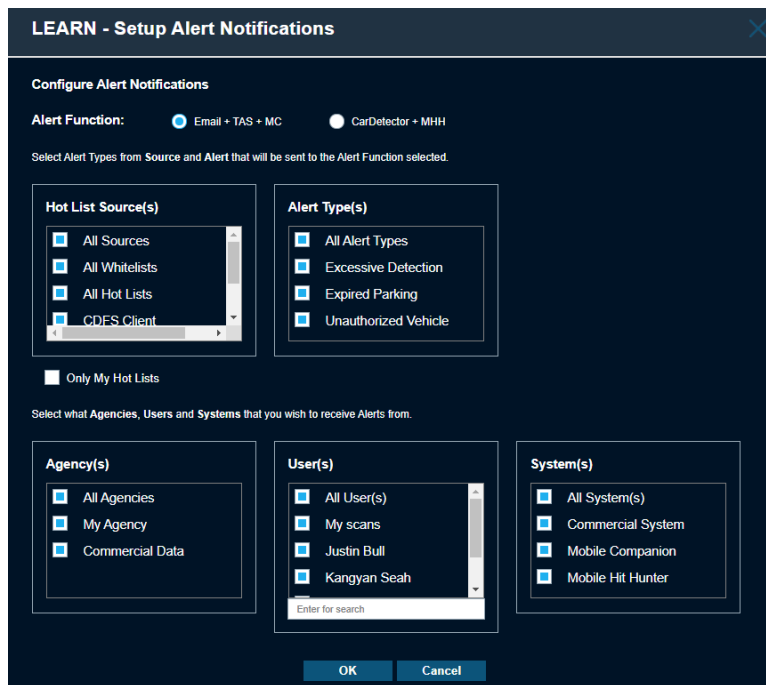 LEARN - Setup Alert Notifications
Configure Alert Notifications
Alert Function: Email + TAS + MC CarDetector + MHH
Select Alert Types from Source and Alert that will be sent to the Alert Function selected.
Hot List Source(s)
All Sources
All Whitelists
All Hot Lists
CDFS Client
Alert Type(s)
All Alert Types
Excessive Detection
Expired Parking
Unauthorized Vehicle
Only My Hot Lists
Select what Agencies, Users and Systems that you wish to receive Alerts from.
Agency(s)
All Agencies
My Agency
Commercial Data
User(s)
All User(s)
My scans
Justin Bull
Kangyan Seah
Enter for search
System(s)
All System(s)
Commercial System
Mobile Companion
Mobile Hit Hunter
OK Cancel